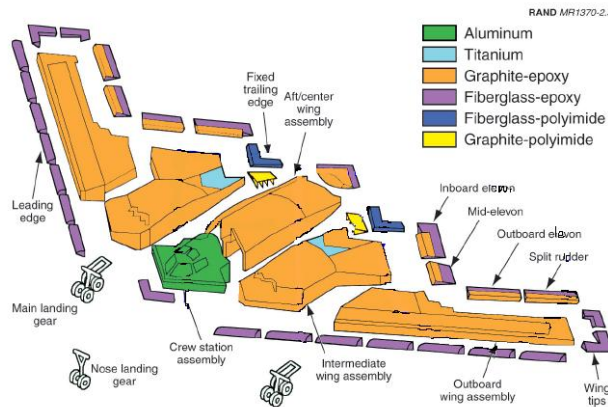 RAND MR1370-2.
Aluminum
Titanium
Graphite-epoxy
Fiberglass-epoxy
Fiberglass-polyimide
Graphite-polyimide
Fixed
trailing
edge
Aft/center
wing
assembly
Leading
edge
Inboard elevon
Mid-elevon
Outboard elevon
Split rudder
Main landing
gear
Nose landing
gear
Crew station
assembly
Intermediate
wing assembly
Outboard
wing assembly
Wing
tips